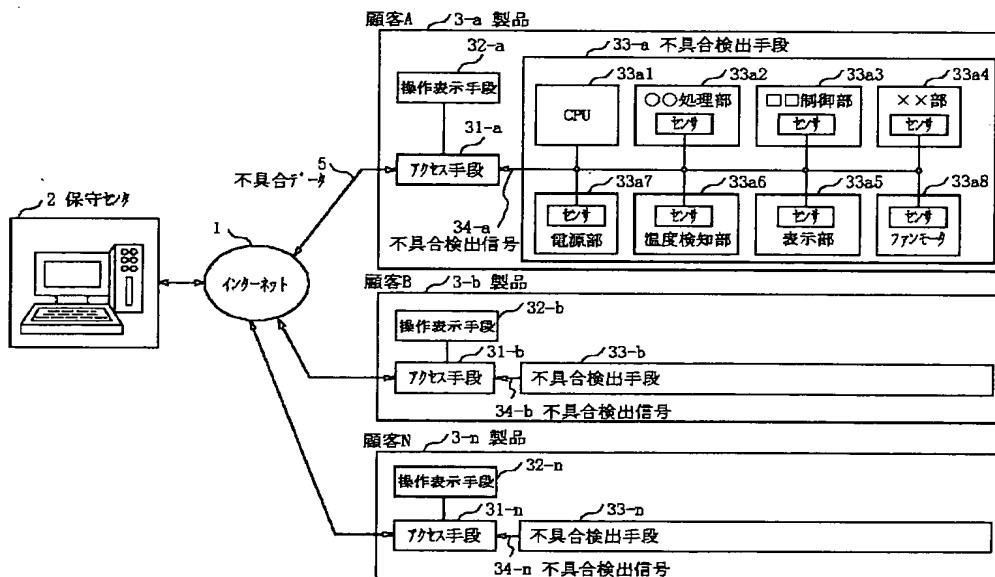 顧客A
3-a 製品
33-a 不具合検出手段
32-a
操作表示手段
31-a
アクセス手段
33a1
CPU
33a2
○○処理部
センサ
33a3
□□制御部
センサ
33a4
××部
センサ
34-a
不具合検出信号
33a7
センサ
電源部
33a6
センサ
温度検知部
33a5
センサ
表示部
33a8
センサ
ファンモータ
5
不具合データ
2 保守センタ
1
インターネット
顧客B
3-b 製品
32-b
操作表示手段
31-b
アクセス手段
33-b
不具合検出手段
34-b 不具合検出信号
顧客N
3-n 製品
32-n
操作表示手段
31-n
アクセス手段
33-n
不具合検出手段
34-n 不具合検出信号